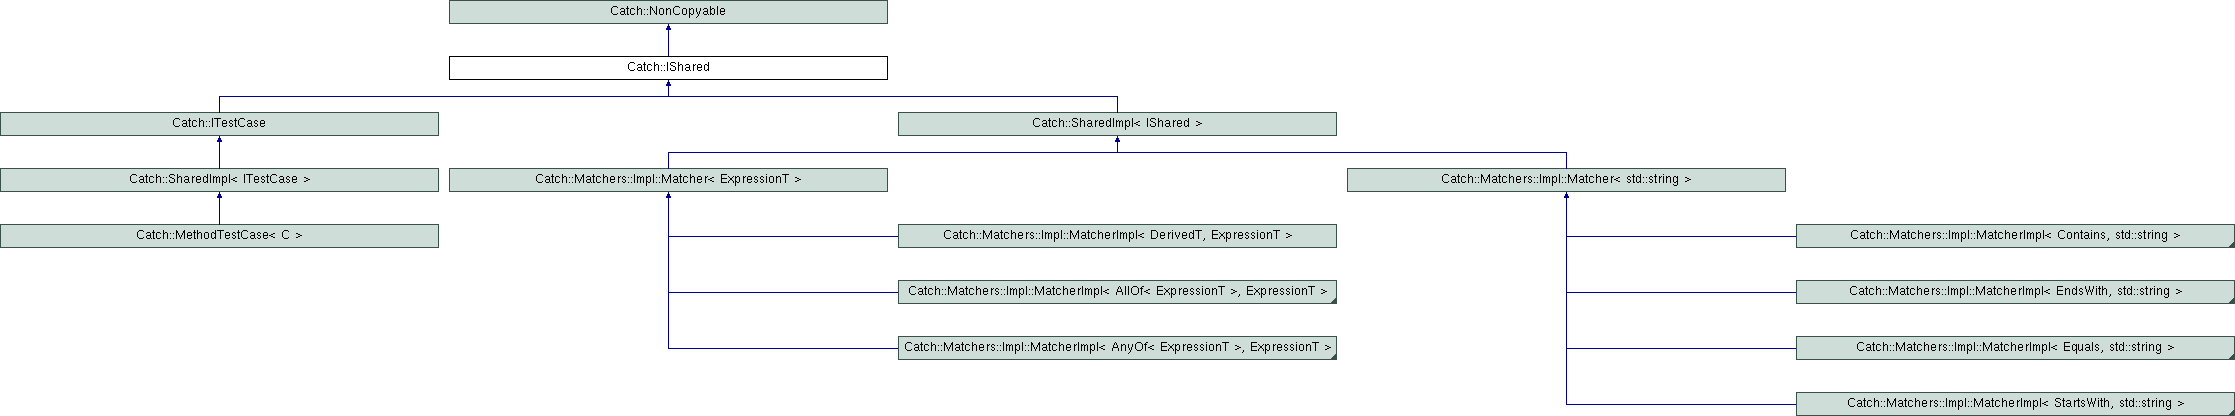 Catch::NonCopyable
Catch::IShared
Catch::ITestCase
Catch::SharedImpl< IShared >
Catch::SharedImpl< ITestCase >
Catch::Matchers::Impl::Matcher< ExpressionT >
Catch::Matchers::Impl::Matcher< std::string >
Catch::MethodTestCase< C >
Catch::Matchers::Impl::MatcherImpl< DerivedT, ExpressionT >
Catch::Matchers::Impl::MatcherImpl< Contains, std::string >
Catch::Matchers::Impl::MatcherImpl< AllOf< ExpressionT >, ExpressionT >
Catch::Matchers::Impl::MatcherImpl< EndsWith, std::string >
Catch::Matchers::Impl::MatcherImpl< AnyOf< ExpressionT >, ExpressionT >
Catch::Matchers::Impl::MatcherImpl< Equals, std::string >
Catch::Matchers::Impl::MatcherImpl< StartsWith, std::string >